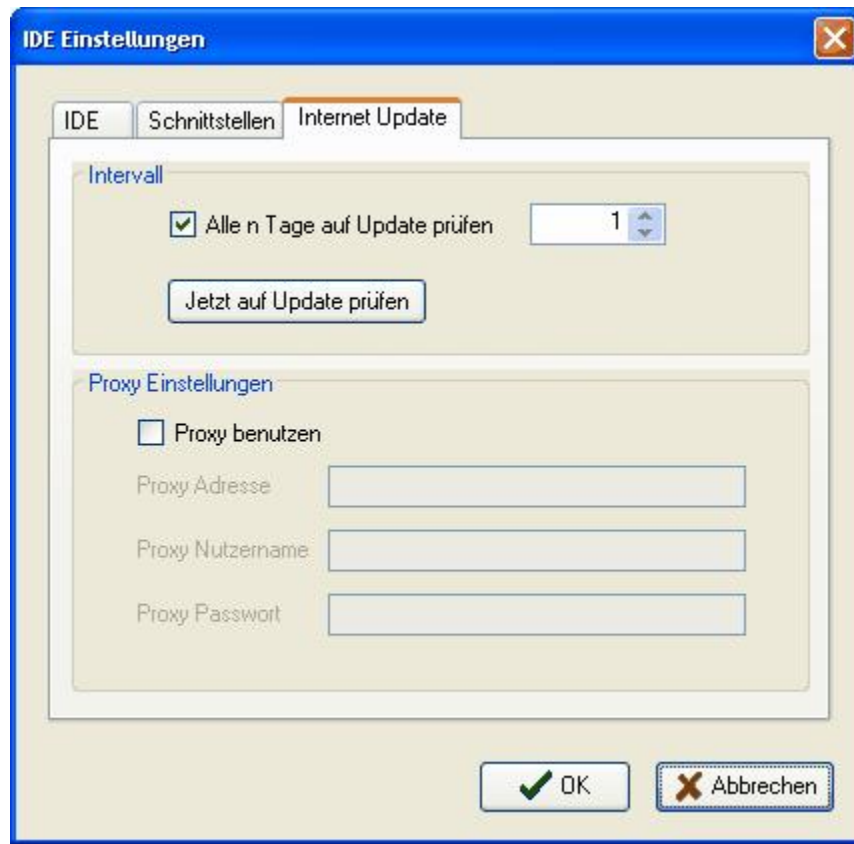 IDE Einstellungen
IDE Schnittstellen Internet Update
Intervall
Alle n Tage auf Update prüfen 1
Jetzt auf Update prüfen
Proxy Einstellungen
Proxy benutzen
Proxy Adresse
Proxy Nutzername
Proxy Passwort
OK Abbrechen